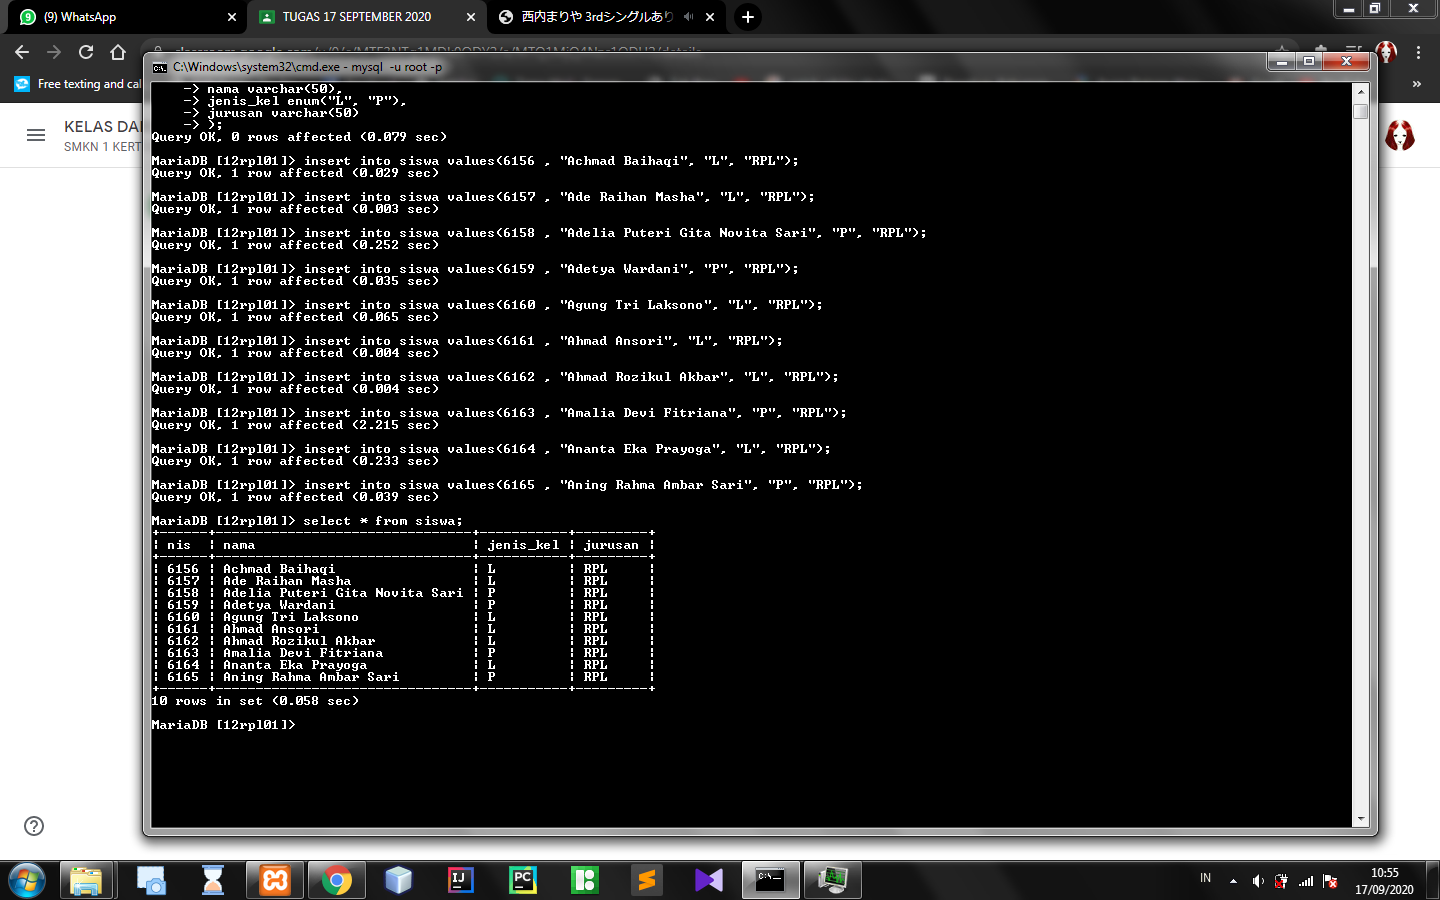 (9) WhatsApp
TUGAS 17 SEPTEMBER 2020
西内まりや 3rdシングルあり
Free texting and cal
»
KELAS DA
SMKN 1 KERT
C:\Windows\system32\cmd.exe - mysql -u root -p
-> nama varchar(50),
-> jenis_kel enum("L", "P"),
-> jurusan varchar(50)
-> );
Query OK, 0 rows affected (0.079 sec)
MariaDB [12rpl01]> insert into siswa values(6156 , "Achmad Baihaqi", "L", "RPL");
Query OK, 1 row affected (0.029 sec)
MariaDB [12rpl01]> insert into siswa values(6157 , "Ade Raihan Masha", "L", "RPL");
Query OK, 1 row affected (0.003 sec)
MariaDB [12rpl01]> insert into siswa values(6158 , "Adelia Puteri Gita Novita Sari", "P", "RPL");
Query OK, 1 row affected (0.252 sec)
MariaDB [12rpl01]> insert into siswa values(6159 , "Adetya Wardani", "P", "RPL");
Query OK, 1 row affected (0.035 sec)
MariaDB [12rpl01]> insert into siswa values(6160 , "Agung Tri Laksono", "L", "RPL");
Query OK, 1 row affected (0.065 sec)
MariaDB [12rpl01]> insert into siswa values(6161 , "Ahmad Ansori", "L", "RPL");
Query OK, 1 row affected (0.004 sec)
MariaDB [12rpl01]> insert into siswa values(6162 , "Ahmad Rozikul Akbar", "L", "RPL");
Query OK, 1 row affected (0.004 sec)
MariaDB [12rpl01]> insert into siswa values(6163 , "Amalia Devi Fitriana", "P", "RPL");
Query OK, 1 row affected (2.215 sec)
MariaDB [12rpl01]> insert into siswa values(6164 , "Ananta Eka Prayoga", "L", "RPL");
Query OK, 1 row affected (0.233 sec)
MariaDB [12rpl01]> insert into siswa values(6165 , "Aning Rahma Ambar Sari", "P", "RPL");
Query OK, 1 row affected (0.039 sec)
MariaDB [12rpl01]> select * from siswa;
+------+--------------------------------+-----------+---------+
| nis | nama | jenis_kel | jurusan |
+------+--------------------------------+-----------+---------+
| 6156 | Achmad Baihaqi | L | RPL |
| 6157 | Ade Raihan Masha | L | RPL |
| 6158 | Adelia Puteri Gita Novita Sari | P | RPL |
| 6159 | Adetya Wardani | P | RPL |
| 6160 | Agung Tri Laksono | L | RPL |
| 6161 | Ahmad Ansori | L | RPL |
| 6162 | Ahmad Rozikul Akbar | L | RPL |
| 6163 | Amalia Devi Fitriana | P | RPL |
| 6164 | Ananta Eka Prayoga | L | RPL |
| 6165 | Aning Rahma Ambar Sari | P | RPL |
+------+--------------------------------+-----------+---------+
10 rows in set (0.058 sec)
MariaDB [12rpl01]>
IJ
PC
IN
10:55
17/09/2020